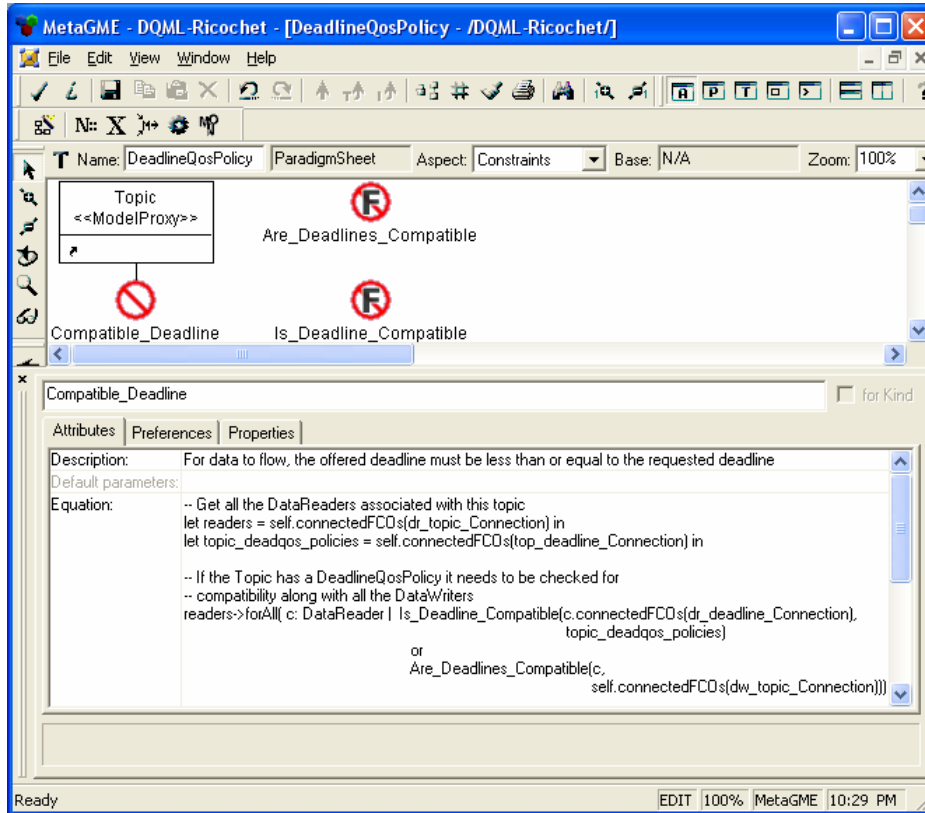 MetaGME - DQML-Ricochet - [DeadlineQosPolicy - /DQML-Ricochet/]
File Edit View Window Help
Name: DeadlineQosPolicy ParadigmSheet Aspect: Constraints Base: N/A Zoom: 100%
Topic
<<ModelProxy>>
Are_Deadlines_Compatible
Compatible_Deadline Is_Deadline_Compatible
Compatible_Deadline for Kind
Attributes Preferences Properties
Description: For data to flow, the offered deadline must be less than or equal to the requested deadline
Default parameters:
Equation: -- Get all the DataReaders associated with this topic
let readers = self.connectedFCOs(dr_topic_Connection) in
let topic_deadqos_policies = self.connectedFCOs(top_deadline_Connection) in
-- If the Topic has a DeadlineQosPolicy it needs to be checked for
-- compatibility along with all the DataWriters
readers->forAll( c: DataReader | Is_Deadline_Compatible(c.connectedFCOs(dr_deadline_Connection),
topic_deadqos_policies)
or
Are_Deadlines_Compatible(c,
self.connectedFCOs(dw_topic_Connection)))
Ready EDIT 100% MetaGME 10:29 PM